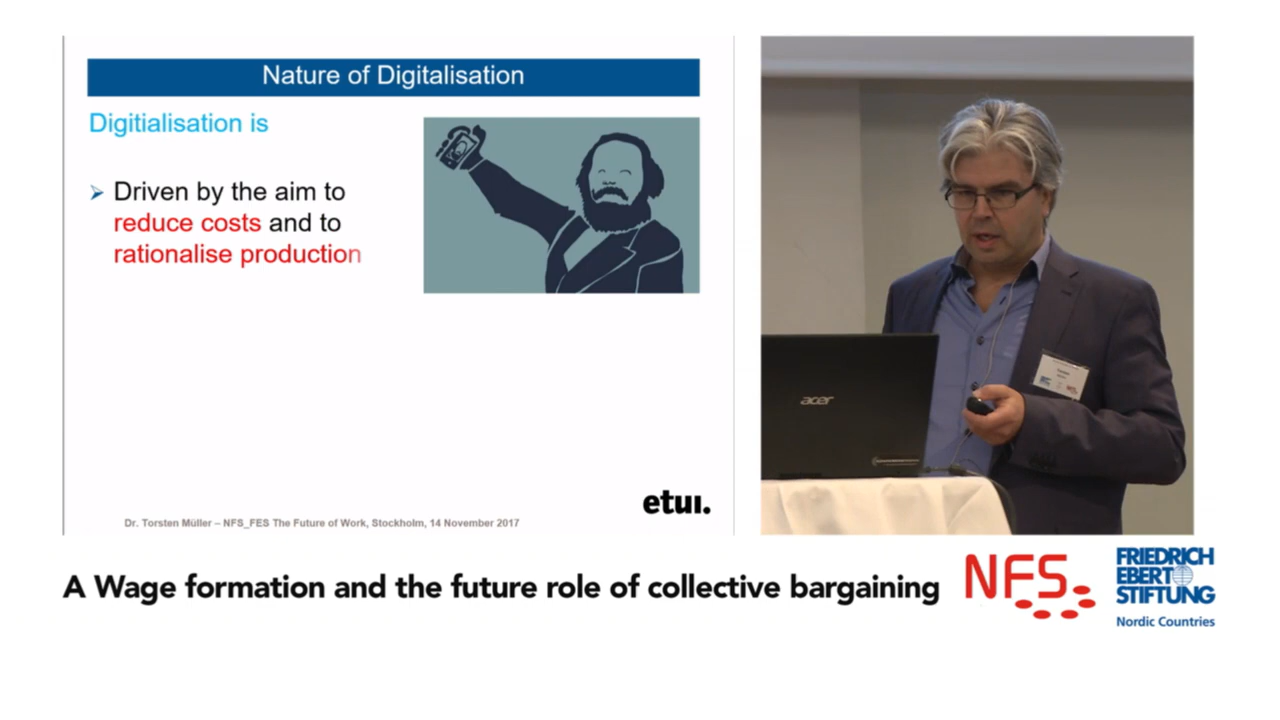 Nature of Digitalisation
Digitialisation is
Driven by the aim to
reduce costs and to
rationalise production
etui.
Dr. Torsten Müller – NFS_FES The Future of Work, Stockholm, 14 November 2017
acer
A Wage formation and the future role of collective bargaining
NFS
FRIEDRICH
EBERT
STIFTUNG
Nordic Countries